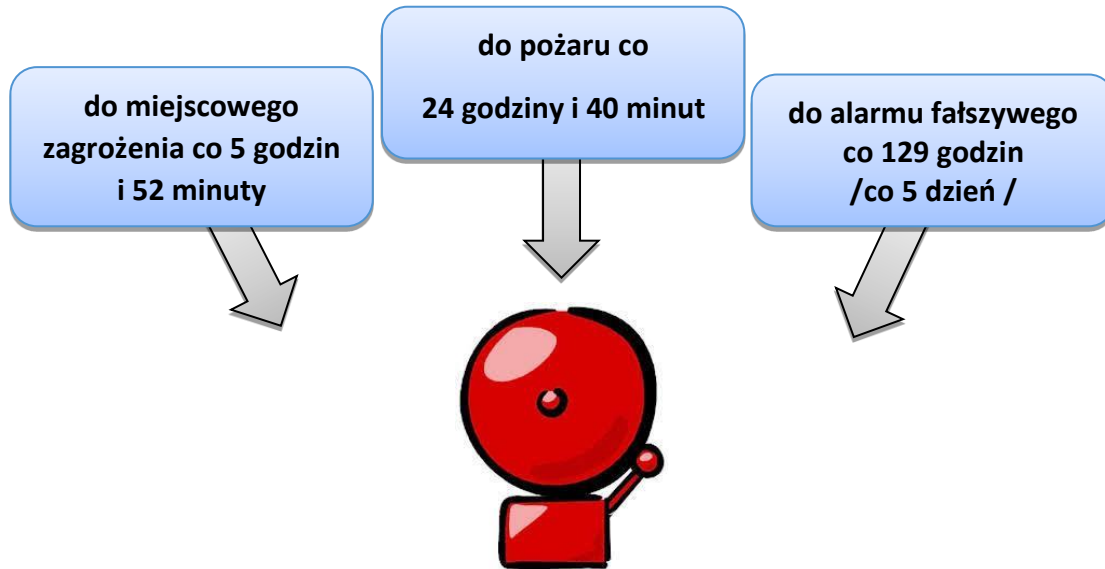 do miejscowego
zagrożenia co 5 godzin
i 52 minuty
do pożaru co
24 godziny i 40 minut
do alarmu fałszywego
co 129 godzin
/co 5 dzień /